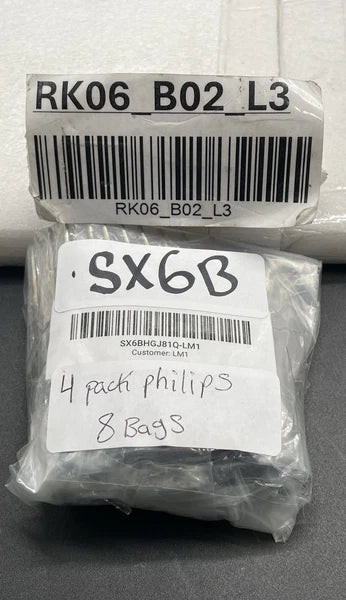 RK06_B02_L3
RK06_B02_L3
SX6B
SX6BHGJ81Q-LM1
Customer: LM1
4 pack philips
8 Bags